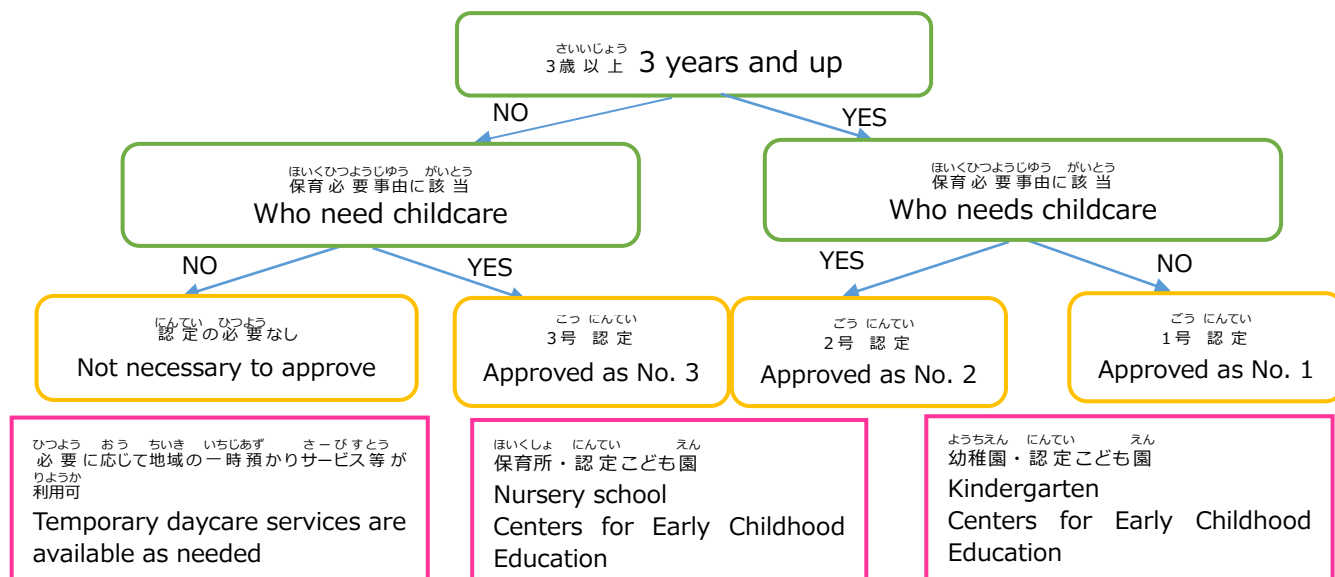 さいいじょう
3歳以上 3 years and up
NO
YES
ほいくひつようじゆう がいとう
保育必要事由に該当
Who need childcare
ほいくひつようじゆう がいとう
保育必要事由に該当
Who needs childcare
NO
YES
YES
NO
にんてい ひつよう
認定の必要なし
Not necessary to approve
ごう にんてい
3号 認定
Approved as No. 3
ごう にんてい
2号 認定
Approved as No. 2
ごう にんてい
1号 認定
Approved as No. 1
ひつよう おう ちいき いちじあず さーびすとう
必要に応じて地域の一時預かりサービス等が
りようか
利用可
Temporary daycare services are
available as needed
ほいくしょ にんてい えん
保育所・認定こども園
Nursery school
Centers for Early Childhood
Education
ようちえん にんてい えん
幼稚園・認定こども園
Kindergarten
Centers for Early Childhood
Education